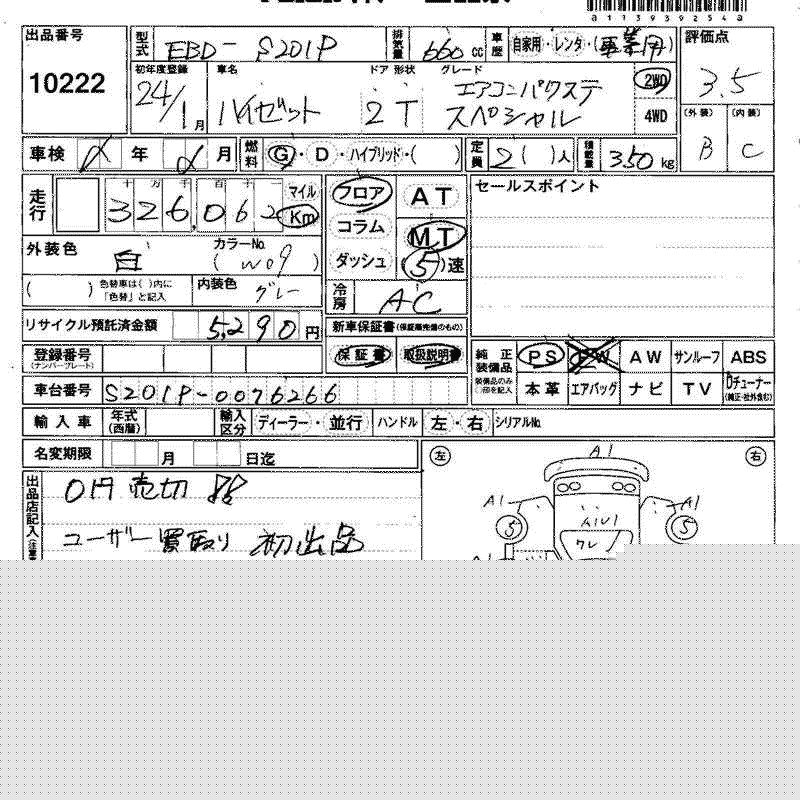 a113939254a
出品番号 型式 EBD- S201P 排気量 660 cc 車歴 自家用・レンタ・(事業用) 評価点
10222 3.5
初年度登録 車名 ドア 形状 グレード
24/1月 ハイゼット 2 T エアコンパワステ スペシャル 2WD 4WD
(外装) (内装)
B C
車検 年 月 燃料 G・D・ハイブリッド・( ) 定員 2( )人 積載量 350 kg
走行 十 万 千 百 十 326,062 マイル Km
フロア コラム ダッシュ AT MT (5)速
セールスポイント
外装色 白 カラーNo. (W09)
( ) 色替車は( )内に「色替」と記入 内装色 グレー
冷房 AC
リサイクル預託済金額 5,290円
新車保証書(保証継続車のもの)
保証書 取扱説明書
登録番号 (ナンバープレート)
純正装備品 PS PW AW サンルーフ ABS
装備品のみ○印を記入 本革 エアバッグ ナビ TV Dチューナー (純正・社外含む)
車台番号 S201P-0076266
輸入車 年式(西暦) 輸入区分 ディーラー・並行 ハンドル 左・右 シリアルNo.
名変期限 月 日迄
左 右
出品店記入
0円売切
ユーザー買取り 初出品
A1
A1 A1
5 5
A1
ワレ